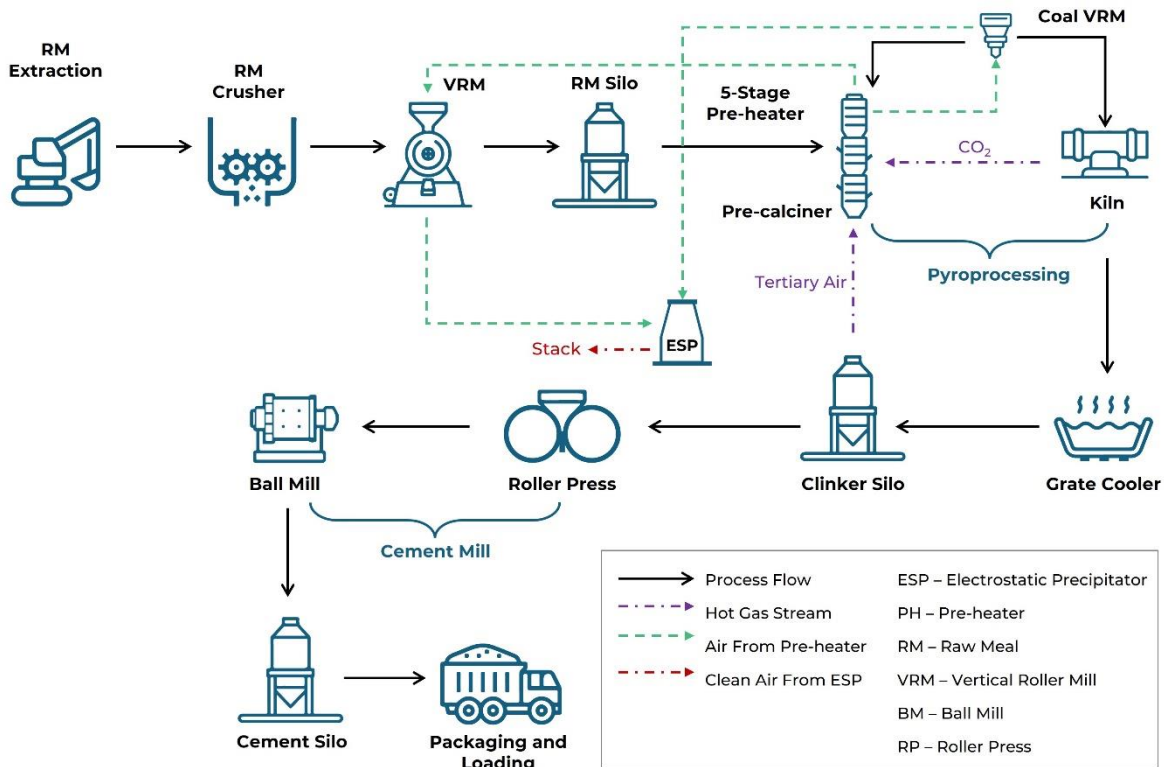 Coal VRM
RM
Extraction
RM
Crusher
VRM
RM Silo
5-Stage
Pre-heater
CO₂
Pre-calciner
Kiln
Pyroprocessing
Tertiary Air
Stack
ESP
Ball Mill
Roller Press
Clinker Silo
Grate Cooler
Cement Mill
Cement Silo
Packaging and
Loading
Process Flow
Hot Gas Stream
Air From Pre-heater
Clean Air From ESP
ESP – Electrostatic Precipitator
PH – Pre-heater
RM – Raw Meal
VRM – Vertical Roller Mill
BM – Ball Mill
RP – Roller Press